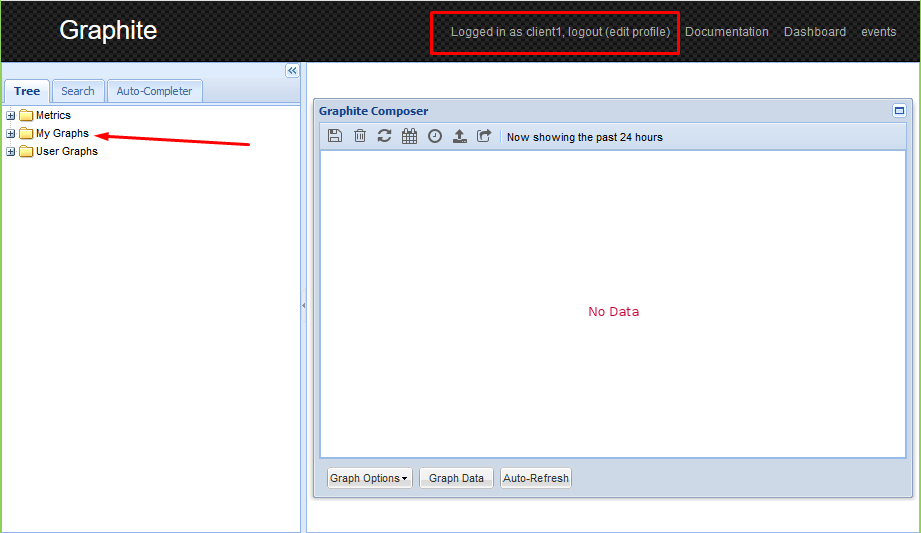 Graphite
Logged in as client1, logout (edit profile) Documentation Dashboard events
Tree Search Auto-Completer
Metrics
My Graphs
User Graphs
Graphite Composer
Now showing the past 24 hours
No Data
Graph Options Graph Data Auto-Refresh